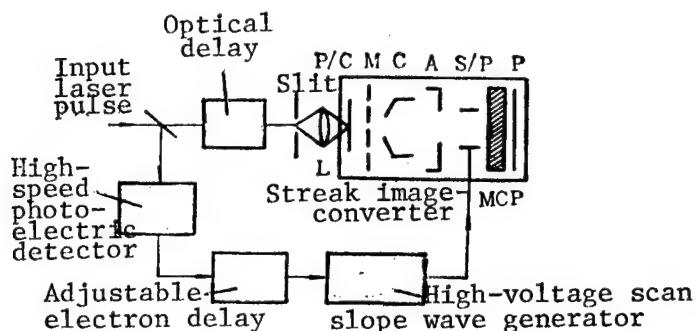 Optical
delay
P/C M C A S/P P
Input
laser
pulse
Slit
L
High-
speed
photo-
electric
detector
Streak image-
converter
MCP
Adjustable
electron delay
High-voltage scan
slope wave generator